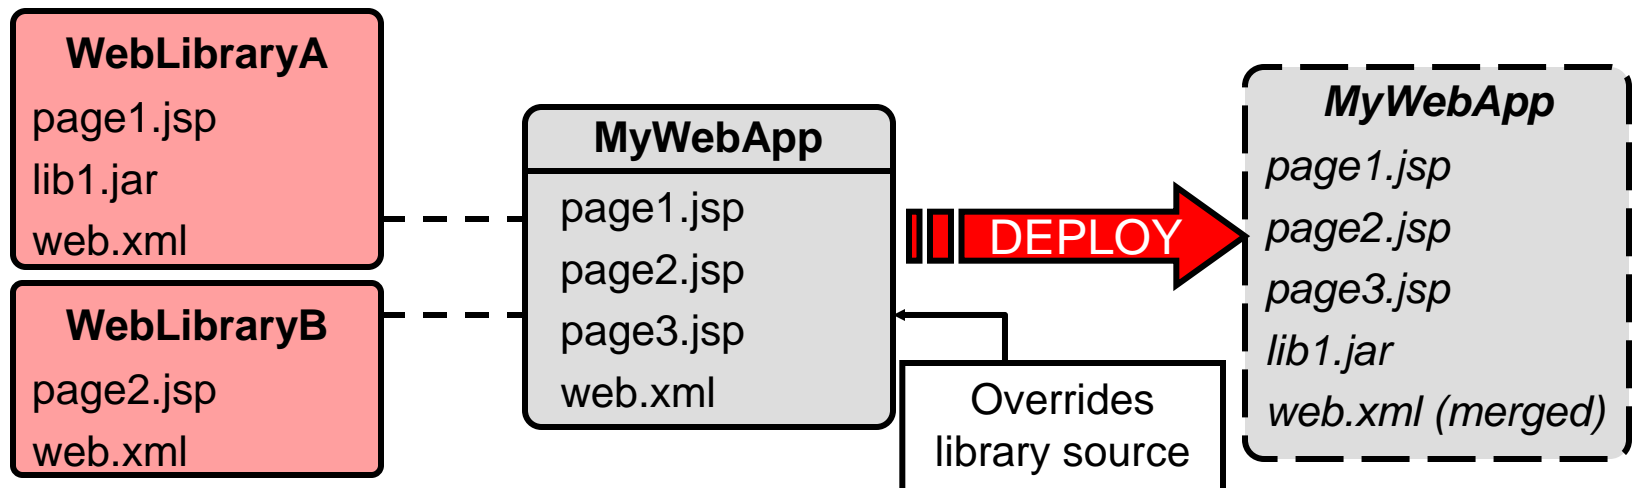 WebLibraryA
page1.jsp
lib1.jar
web.xml
WebLibraryB
page2.jsp
web.xml
MyWebApp
page1.jsp
page2.jsp
page3.jsp
web.xml
DEPLOY
Overrides
library source
MyWebApp
page1.jsp
page2.jsp
page3.jsp
lib1.jar
web.xml (merged)